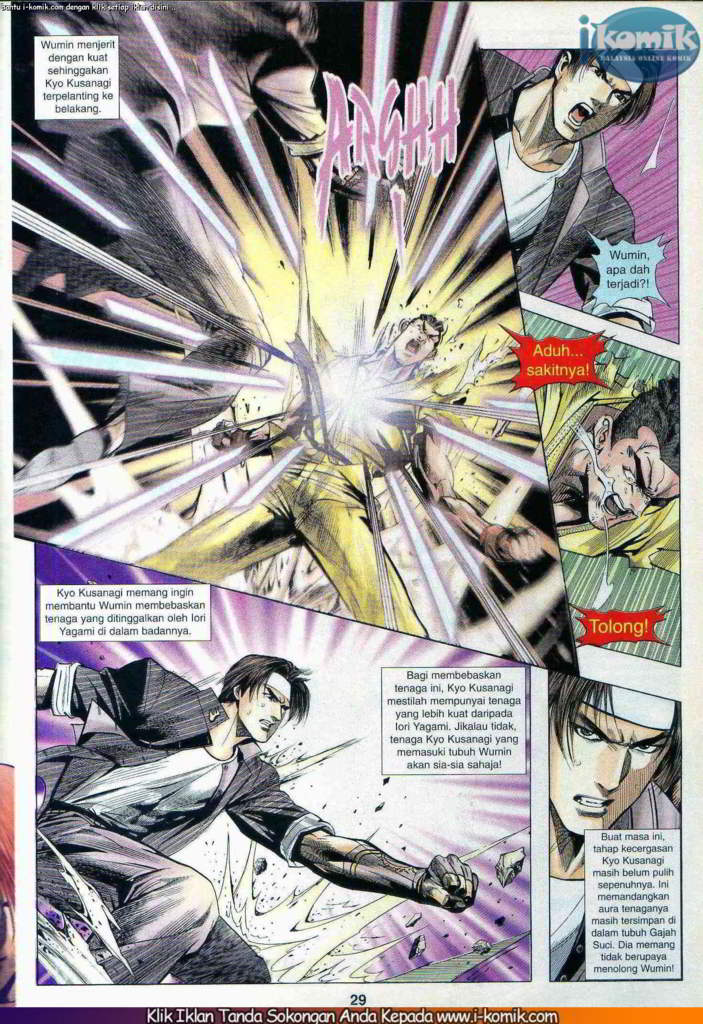 bantu i-komik.com dengan klik setiap iklan disini ..
iKomik
MALAYSIA ONLINE KOMIK
Wumin menjerit
dengan kuat
sehinggakan
Kyo Kusanagi
terpelanting ke
belakang.
ARGHH
!
Wumin,
apa dah
terjadi?!
Aduh...
sakitnya!
Tolong!
Kyo Kusanagi memang ingin
membantu Wumin membebaskan
tenaga yang ditinggalkan oleh Iori
Yagami di dalam badannya.
Bagi membebaskan
tenaga ini, Kyo Kusanagi
mestilah mempunyai tenaga
yang lebih kuat daripada
Iori Yagami. Jikalau tidak,
tenaga Kyo Kusanagi yang
memasuki tubuh Wumin
akan sia-sia sahaja!
Buat masa ini,
tahap kecergasan
Kyo Kusanagi
masih belum pulih
sepenuhnya. Ini
memandangkan
aura tenaganya
masih tersimpan di
dalam tubuh Gajah
Suci. Dia memang
tidak berupaya
menolong Wumin!
29
Klik Iklan Tanda Sokongan Anda Kepada www.i-komik.com